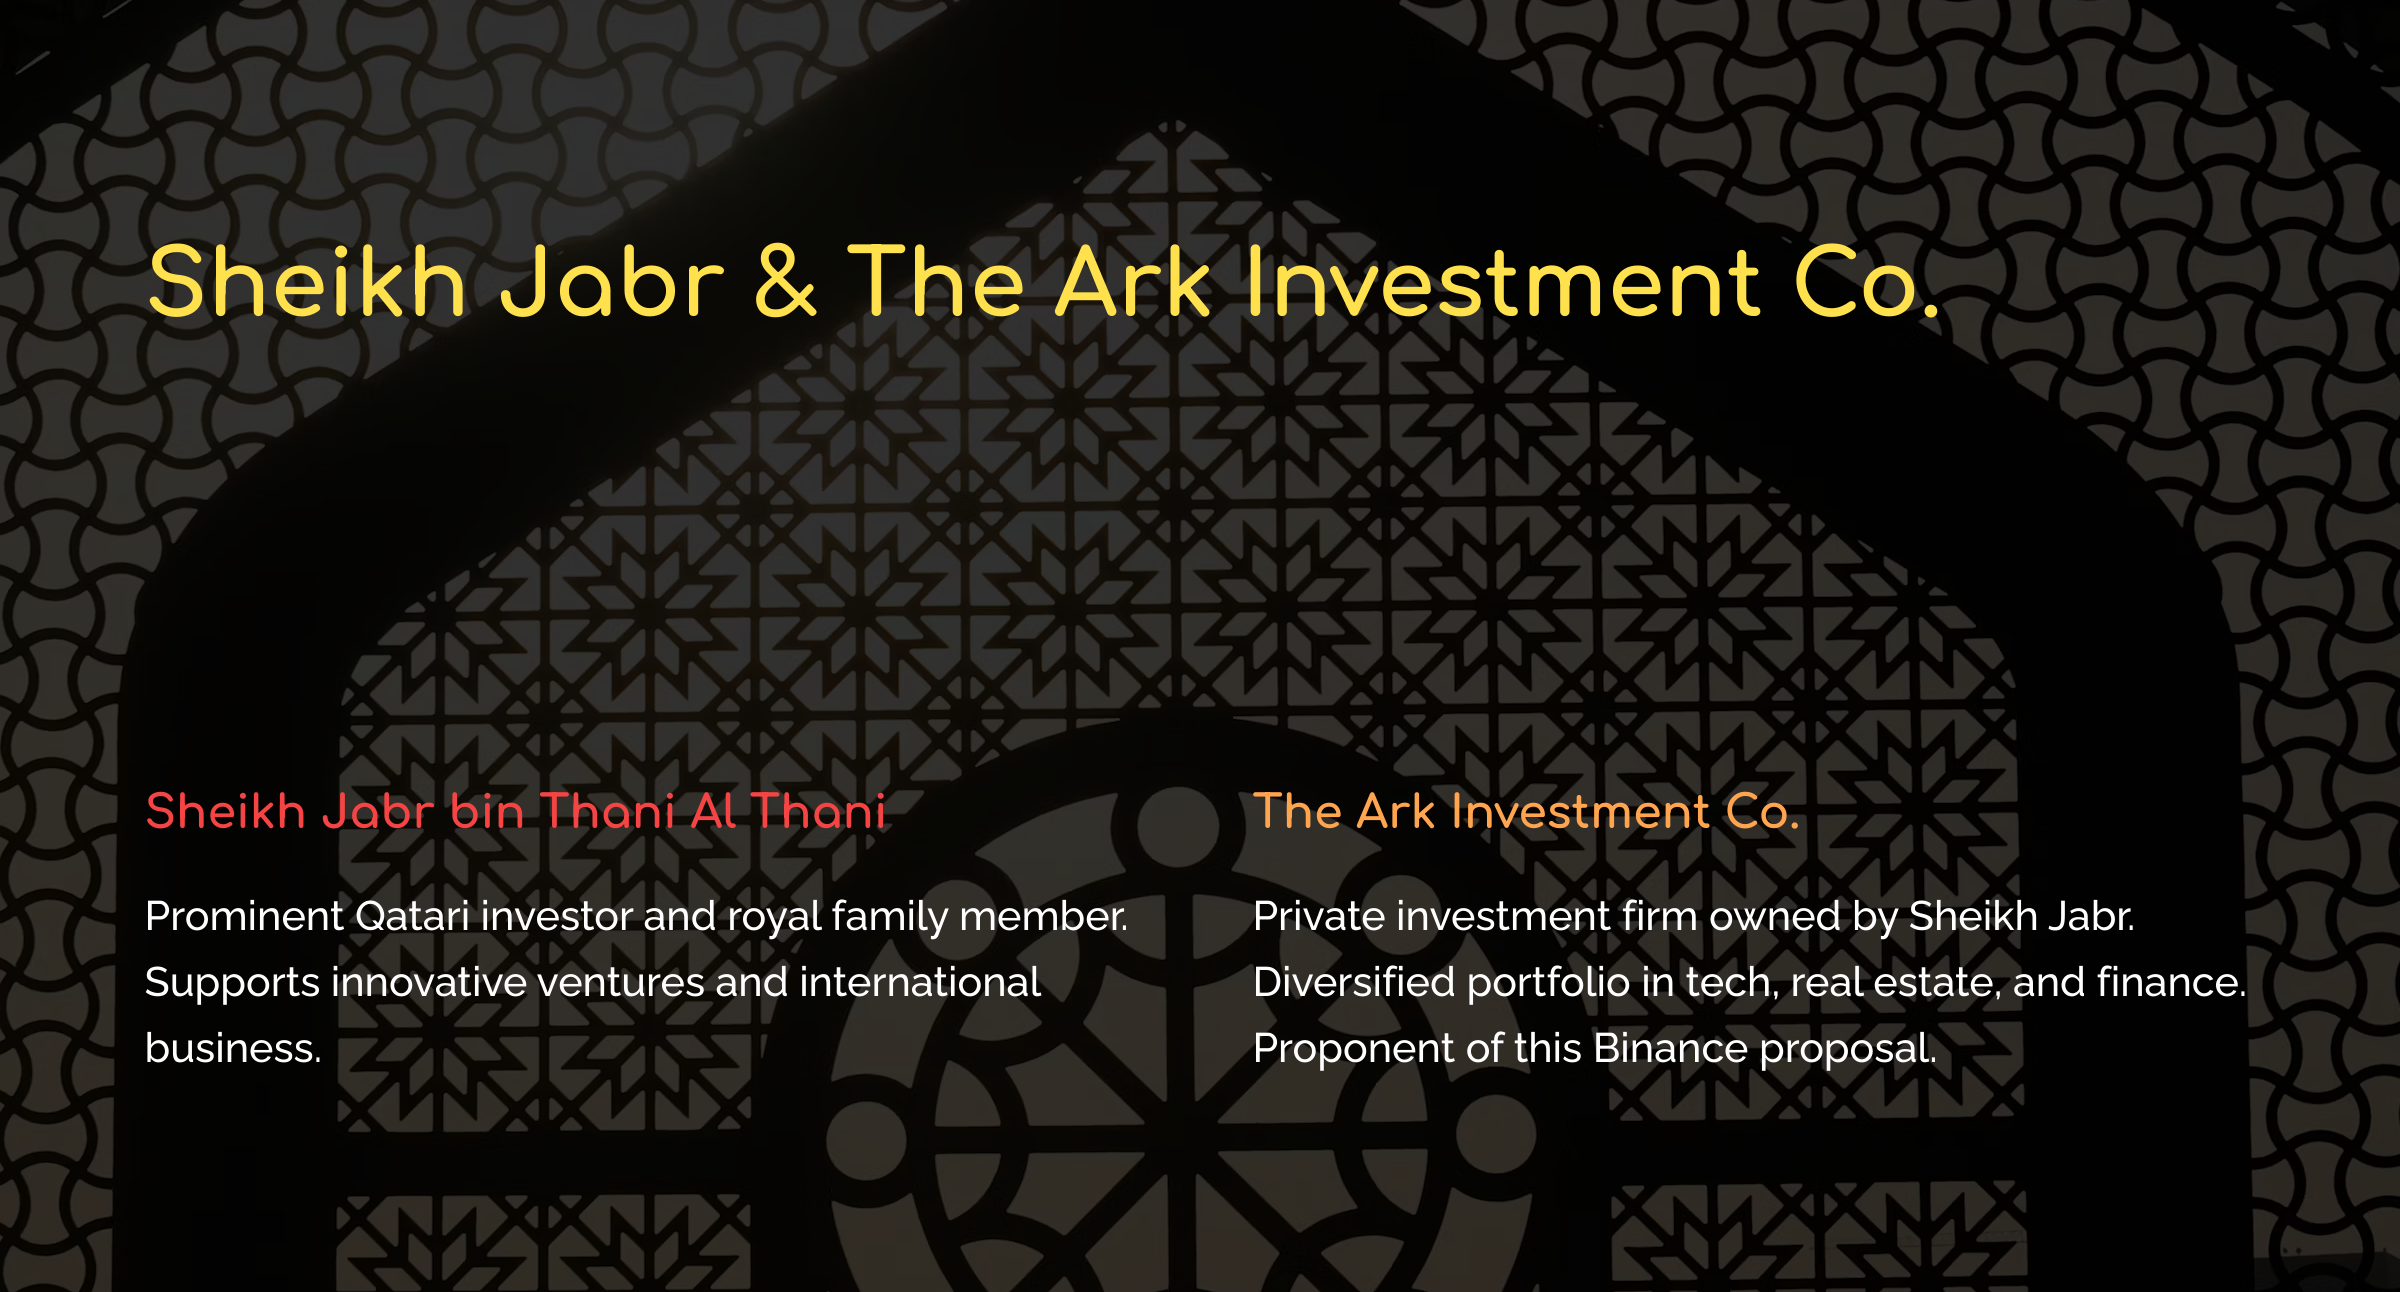 Sheikh Jabr & The Ark Investment Co.
Sheikh Jabr bin Thani Al Thani
Prominent Qatari investor and royal family member.
Supports innovative ventures and international
business.
The Ark Investment Co.
Private investment firm owned by Sheikh Jabr.
Diversified portfolio in tech, real estate, and finance.
Proponent of this Binance proposal.